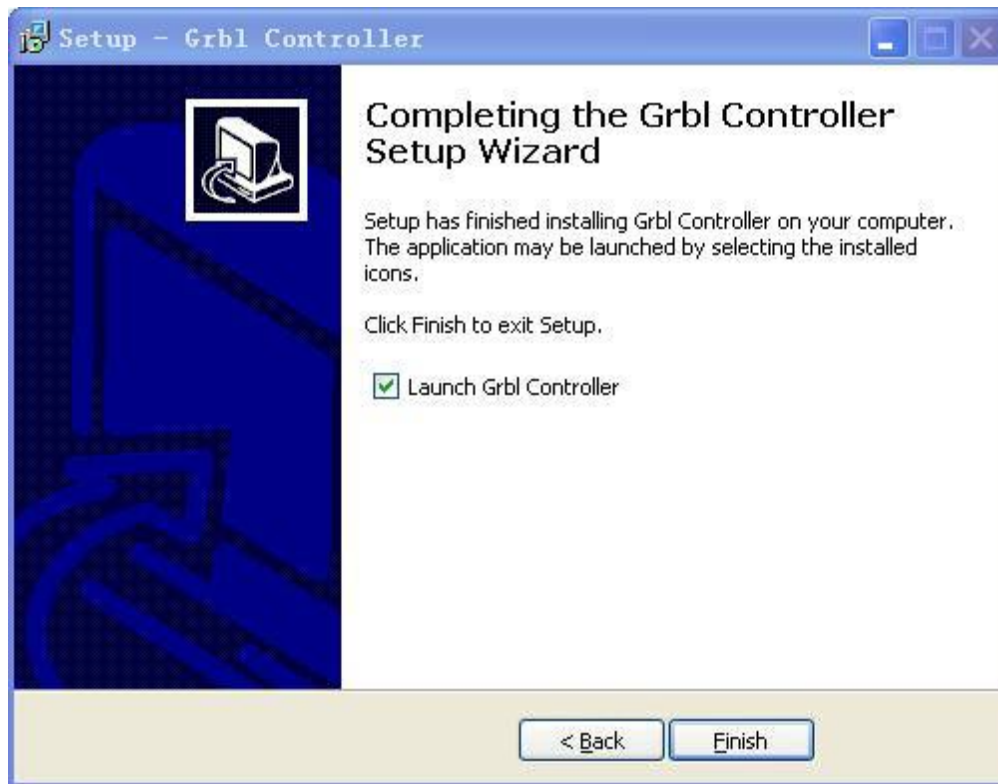 Setup - Grbl Controller
Completing the Grbl Controller
Setup Wizard
Setup has finished installing Grbl Controller on your computer.
The application may be launched by selecting the installed
icons.
Click Finish to exit Setup.
Launch Grbl Controller
< Back
Finish